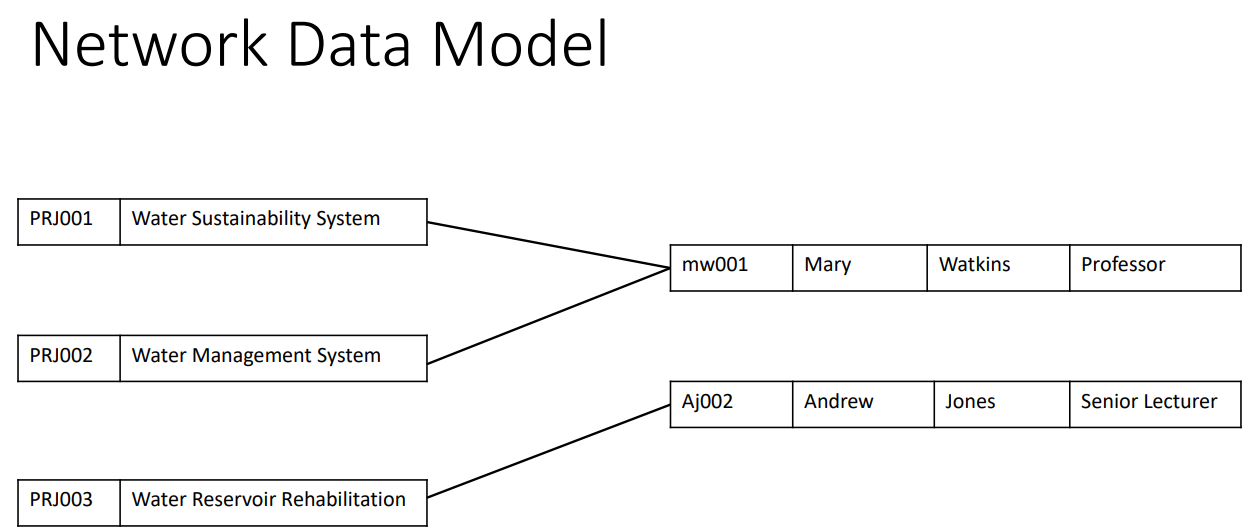 Network Data Model
PRJ001 Water Sustainability System
mw001 Mary Watkins Professor
PRJ002 Water Management System
Aj002 Andrew Jones Senior Lecturer
PRJ003 Water Reservoir Rehabilitation